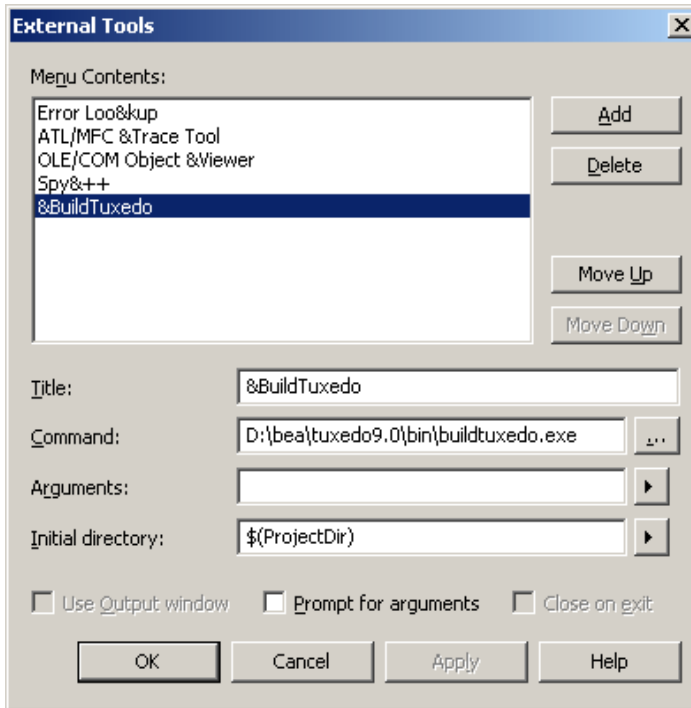 External Tools
Menu Contents:
Error Loo&kup
ATL/MFC &Trace Tool
OLE/COM Object &Viewer
Spy&++
&BuildTuxedo
Add
Delete
Move Up
Move Down
Title:
&BuildTuxedo
Command:
D:\bea\tuxedo9.0\bin\buildtuxedo.exe
...
Arguments:
Initial directory:
$(ProjectDir)
Use Output window
Prompt for arguments
Close on exit
OK
Cancel
Apply
Help